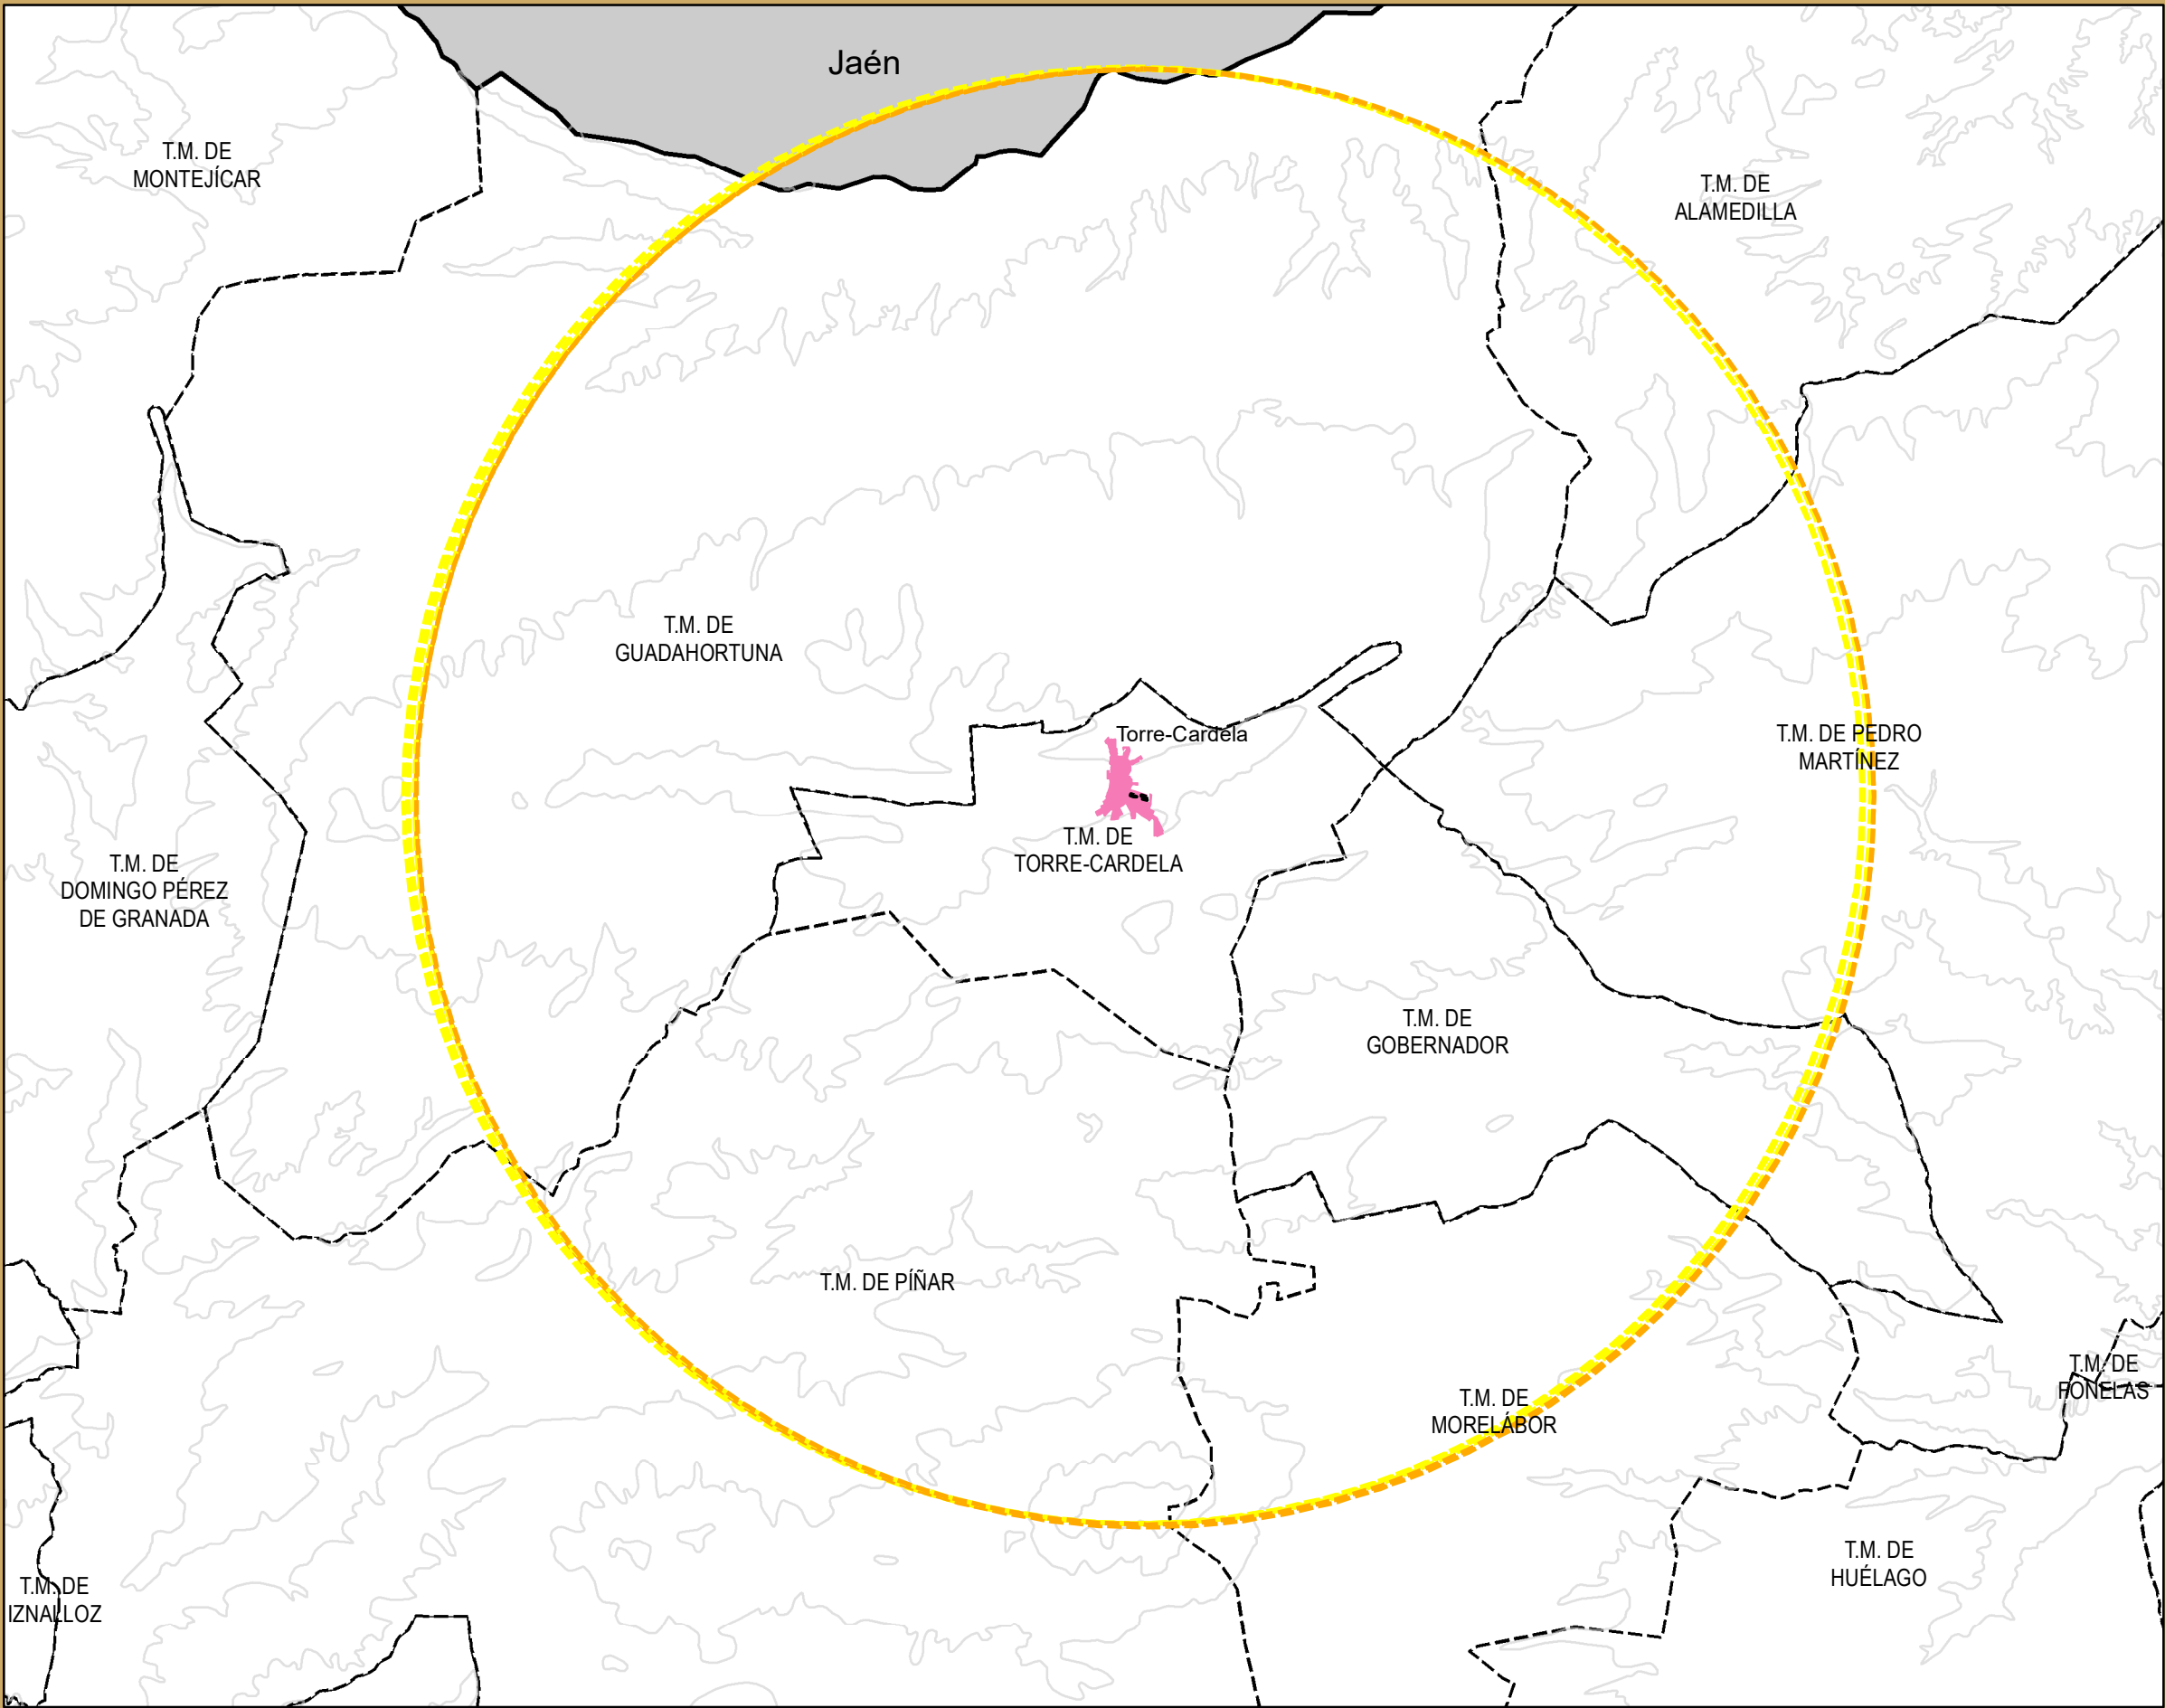 Jaén
T.M. DE
MONTEJÍCAR
T.M. DE
ALAMEDILLA
T.M. DE
GUADAHORTUNA
Torre-Cardela
T.M. DE PEDRO
MARTÍNEZ
T.M. DE
TORRE-CARDELA
T.M. DE
DOMINGO PÉREZ
DE GRANADA
T.M. DE
GOBERNADOR
T.M. DE PÍÑAR
T.M. DE
FONELAS
T.M. DE
MORELÁBOR
T.M. DE
HUÉLAGO
T.M. DE
IZNALLOZ